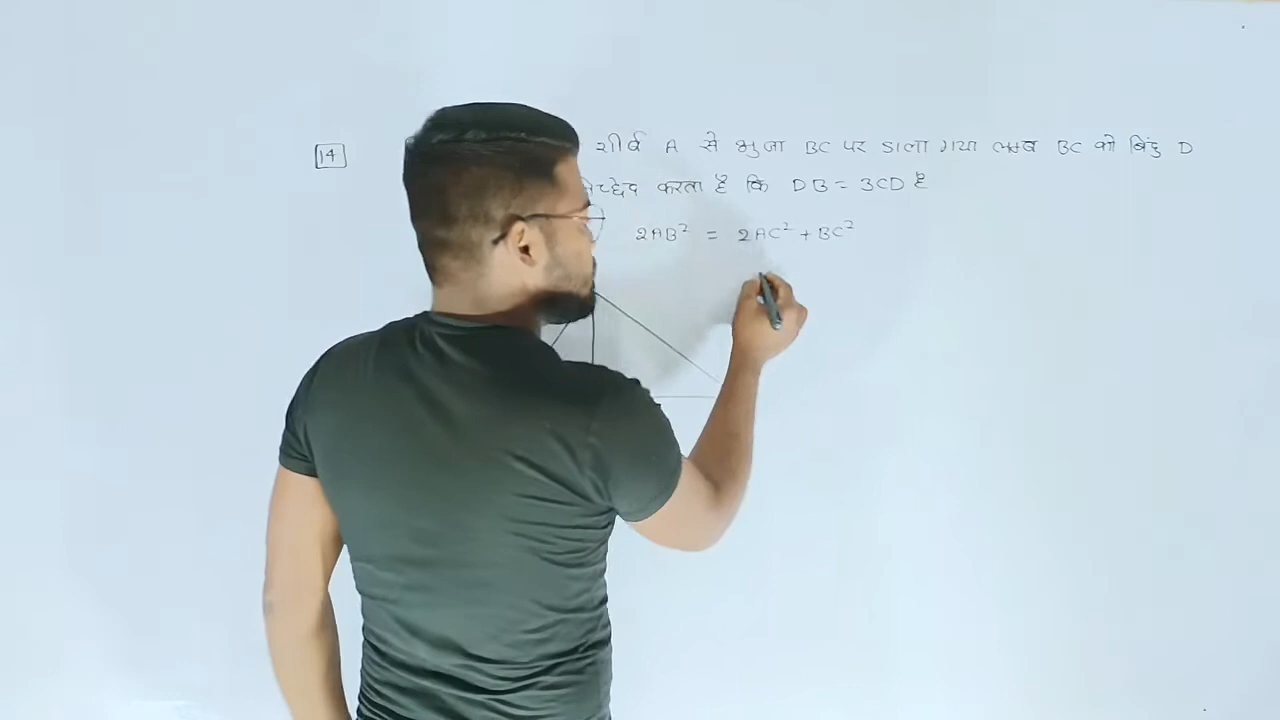 14 शीर्ष A से भुजा BC पर डाला गया लम्ब BC को बिंदु D
करता है कि DB = 3CD है
2AB² = 2AC² + BC²